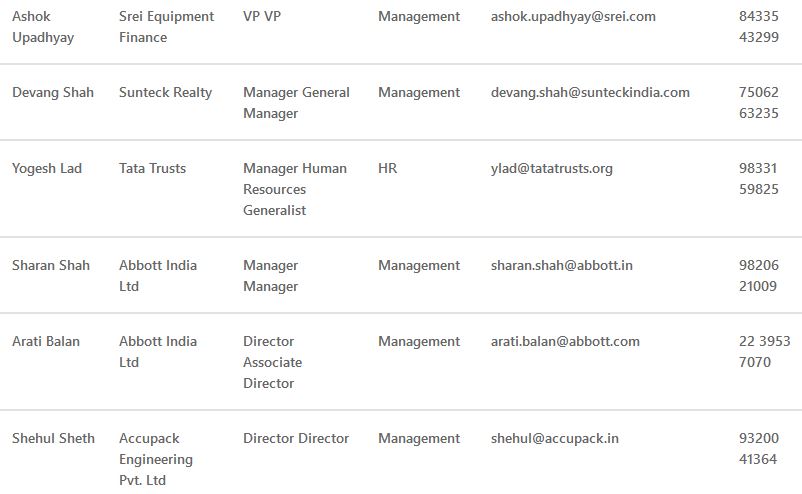 Ashok Srei Equipment VP VP Management ashok.upadhyay@srei.com 84335
Upadhyay Finance 43299
Devang Shah Sunteck Realty Manager General Management devang.shah@sunteckindia.com 75062
Manager 63235
Yogesh Lad Tata Trusts Manager Human HR ylad@tatatrusts.org 98331
Resources 59825
Generalist
Sharan Shah Abbott India Manager Management sharan.shah@abbott.in 98206
Ltd Manager 21009
Arati Balan Abbott India Director Management arati.balan@abbott.com 22 3953
Ltd Associate 7070
Director
Shehul Sheth Accupack Director Director Management shehul@accupack.in 93200
Engineering 41364
Pvt. Ltd